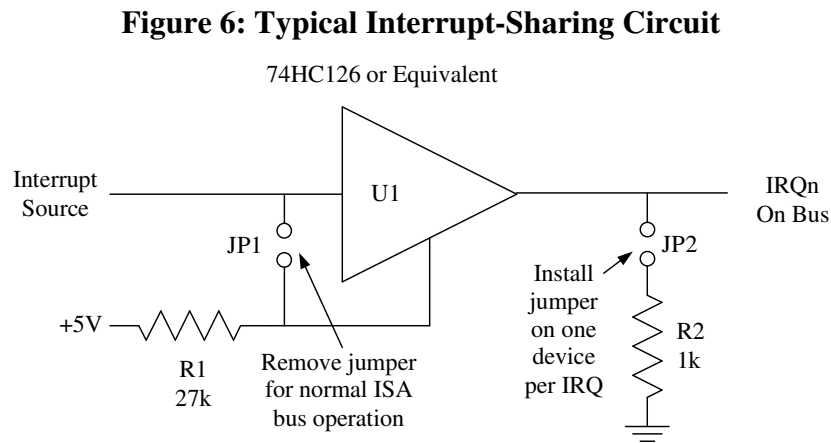 Figure 6: Typical Interrupt-Sharing Circuit
74HC126 or Equivalent
Interrupt
Source
U1
IRQn
On Bus
JP1
JP2
Install
jumper
on one
device
per IRQ
+5V
R1
27k
Remove jumper
for normal ISA
bus operation
R2
1k